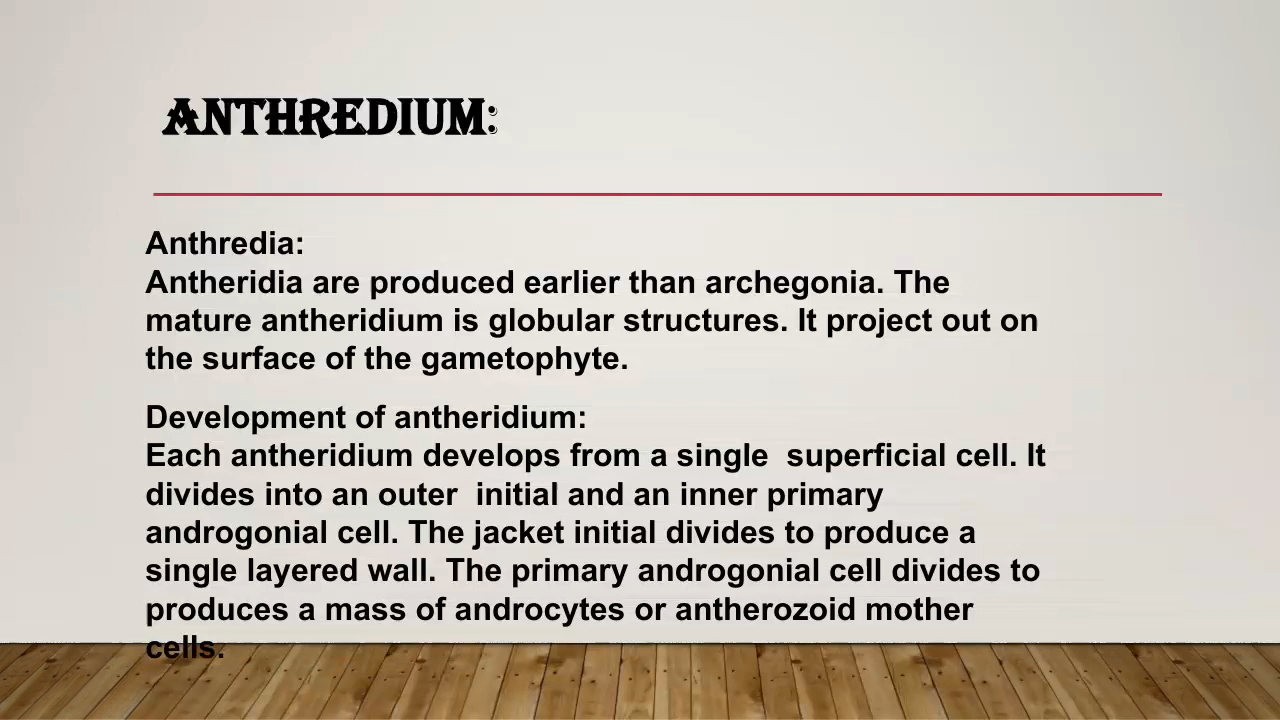 ANTHREDIUM:
Anthredia:
Antheridia are produced earlier than archegonia. The
mature antheridium is globular structures. It project out on
the surface of the gametophyte.
Development of antheridium:
Each antheridium develops from a single  superficial cell. It
divides into an outer  initial and an inner primary
androgonial cell. The jacket initial divides to produce a
single layered wall. The primary androgonial cell divides to
produces a mass of androcytes or antherozoid mother
cells.